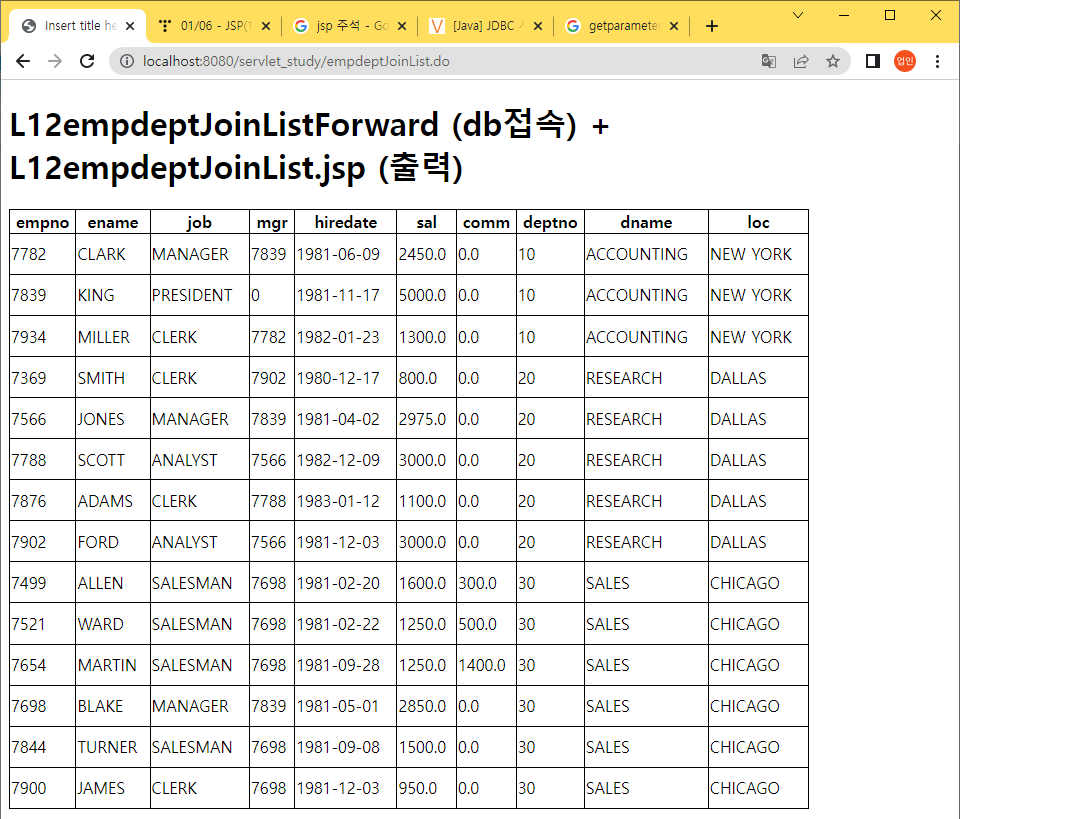 Insert title he
01/06 - JSP(1
jsp 주석 - Go
[Java] JDBC
getparamete
localhost:8080/servlet_study/empdeptJoinList.do
업인
L12empdeptJoinListForward (db접속) +
L12empdeptJoinList.jsp (출력)
empno ename job mgr hiredate sal comm deptno dname loc
7782 CLARK MANAGER 7839 1981-06-09 2450.0 0.0 10 ACCOUNTING NEW YORK
7839 KING PRESIDENT 0 1981-11-17 5000.0 0.0 10 ACCOUNTING NEW YORK
7934 MILLER CLERK 7782 1982-01-23 1300.0 0.0 10 ACCOUNTING NEW YORK
7369 SMITH CLERK 7902 1980-12-17 800.0 0.0 20 RESEARCH DALLAS
7566 JONES MANAGER 7839 1981-04-02 2975.0 0.0 20 RESEARCH DALLAS
7788 SCOTT ANALYST 7566 1982-12-09 3000.0 0.0 20 RESEARCH DALLAS
7876 ADAMS CLERK 7788 1983-01-12 1100.0 0.0 20 RESEARCH DALLAS
7902 FORD ANALYST 7566 1981-12-03 3000.0 0.0 20 RESEARCH DALLAS
7499 ALLEN SALESMAN 7698 1981-02-20 1600.0 300.0 30 SALES CHICAGO
7521 WARD SALESMAN 7698 1981-02-22 1250.0 500.0 30 SALES CHICAGO
7654 MARTIN SALESMAN 7698 1981-09-28 1250.0 1400.0 30 SALES CHICAGO
7698 BLAKE MANAGER 7839 1981-05-01 2850.0 0.0 30 SALES CHICAGO
7844 TURNER SALESMAN 7698 1981-09-08 1500.0 0.0 30 SALES CHICAGO
7900 JAMES CLERK 7698 1981-12-03 950.0 0.0 30 SALES CHICAGO